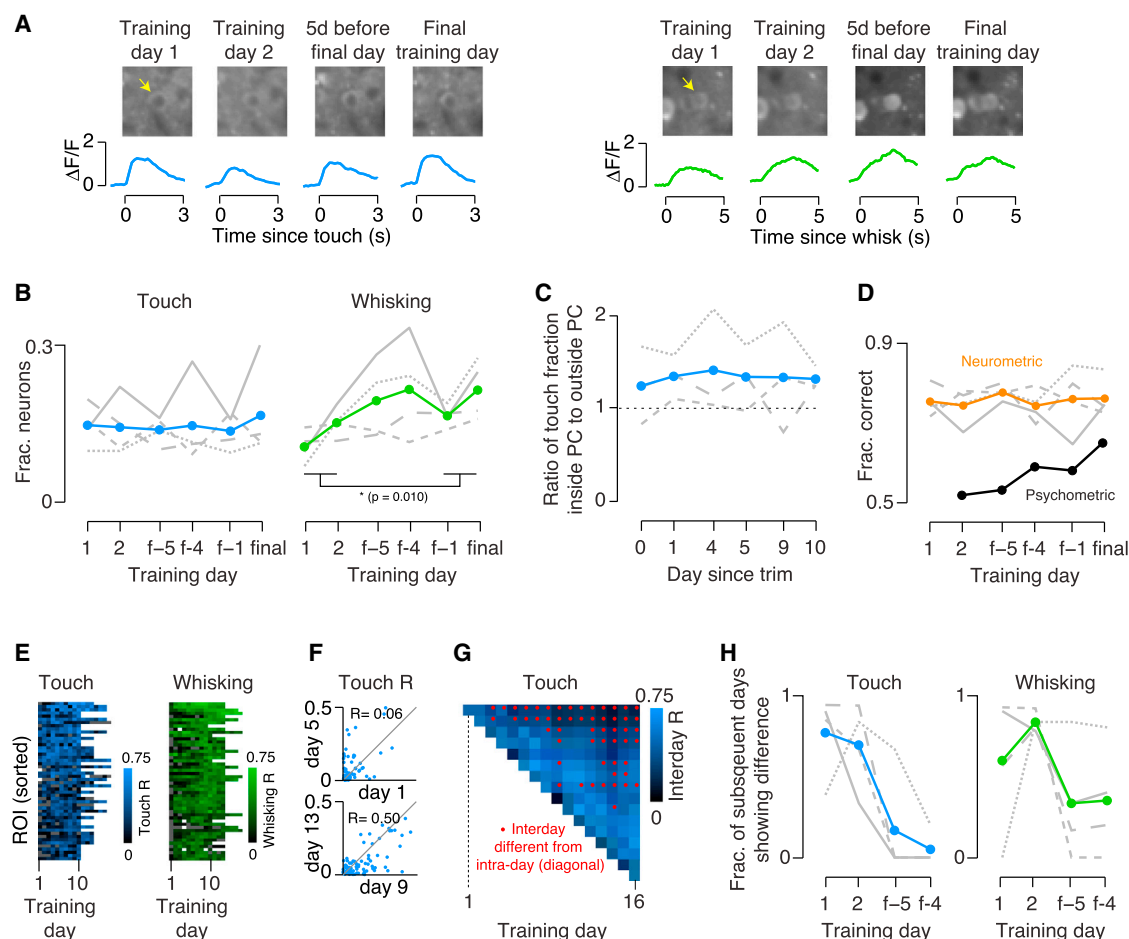 A
Training day 1
Training day 2
5d before final day
Final training day
ΔF/F
2
0
0 3 0 3 0 3 0 3
Time since touch (s)
Training day 1
Training day 2
5d before final day
Final training day
ΔF/F
2
0
0 5 0 5 0 5 0 5
Time since whisk (s)
B
Touch
Whisking
Frac. neurons
0.3
0
* (p = 0.010)
1 2 f−5 f-4 f−1 final
Training day
1 2 f−5 f-4 f−1 final
Training day
C
Ratio of touch fraction
inside PC to outside PC
2
1
0
0 1 4 5 9 10
Day since trim
D
Frac. correct
0.9
0.5
Neurometric
Psychometric
1 2 f−5 f-4 f−1 final
Training day
E
Touch
Whisking
ROI (sorted)
0.75
Touch R
0
0.75
Whisking R
0
1 10
Training
day
1 10
Training
day
F
Touch R
0.5
R= 0.06
day 5
0
day 1
0.5
R= 0.50
day 13
0
day 9
G
Touch
0.75
Interday R
0
• Interday
different from
intra-day (diagonal)
1 16
Training day
H
Touch
Whisking
Frac. of subsqequent days
showing difference
1
0
1 2 f−5 f-4
Training day
1
0
1 2 f−5 f-4
Training day